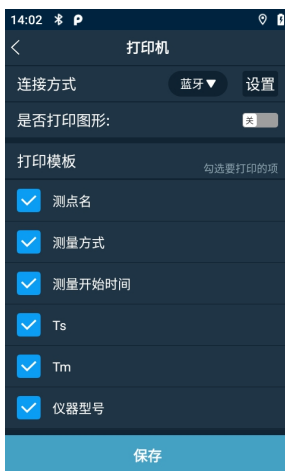 14:02
打印机
连接方式 蓝牙▼ 设置
是否打印图形: 关
打印模板 勾选要打印的项
测点名
测量方式
测量开始时间
Ts
Tm
仪器型号
保存